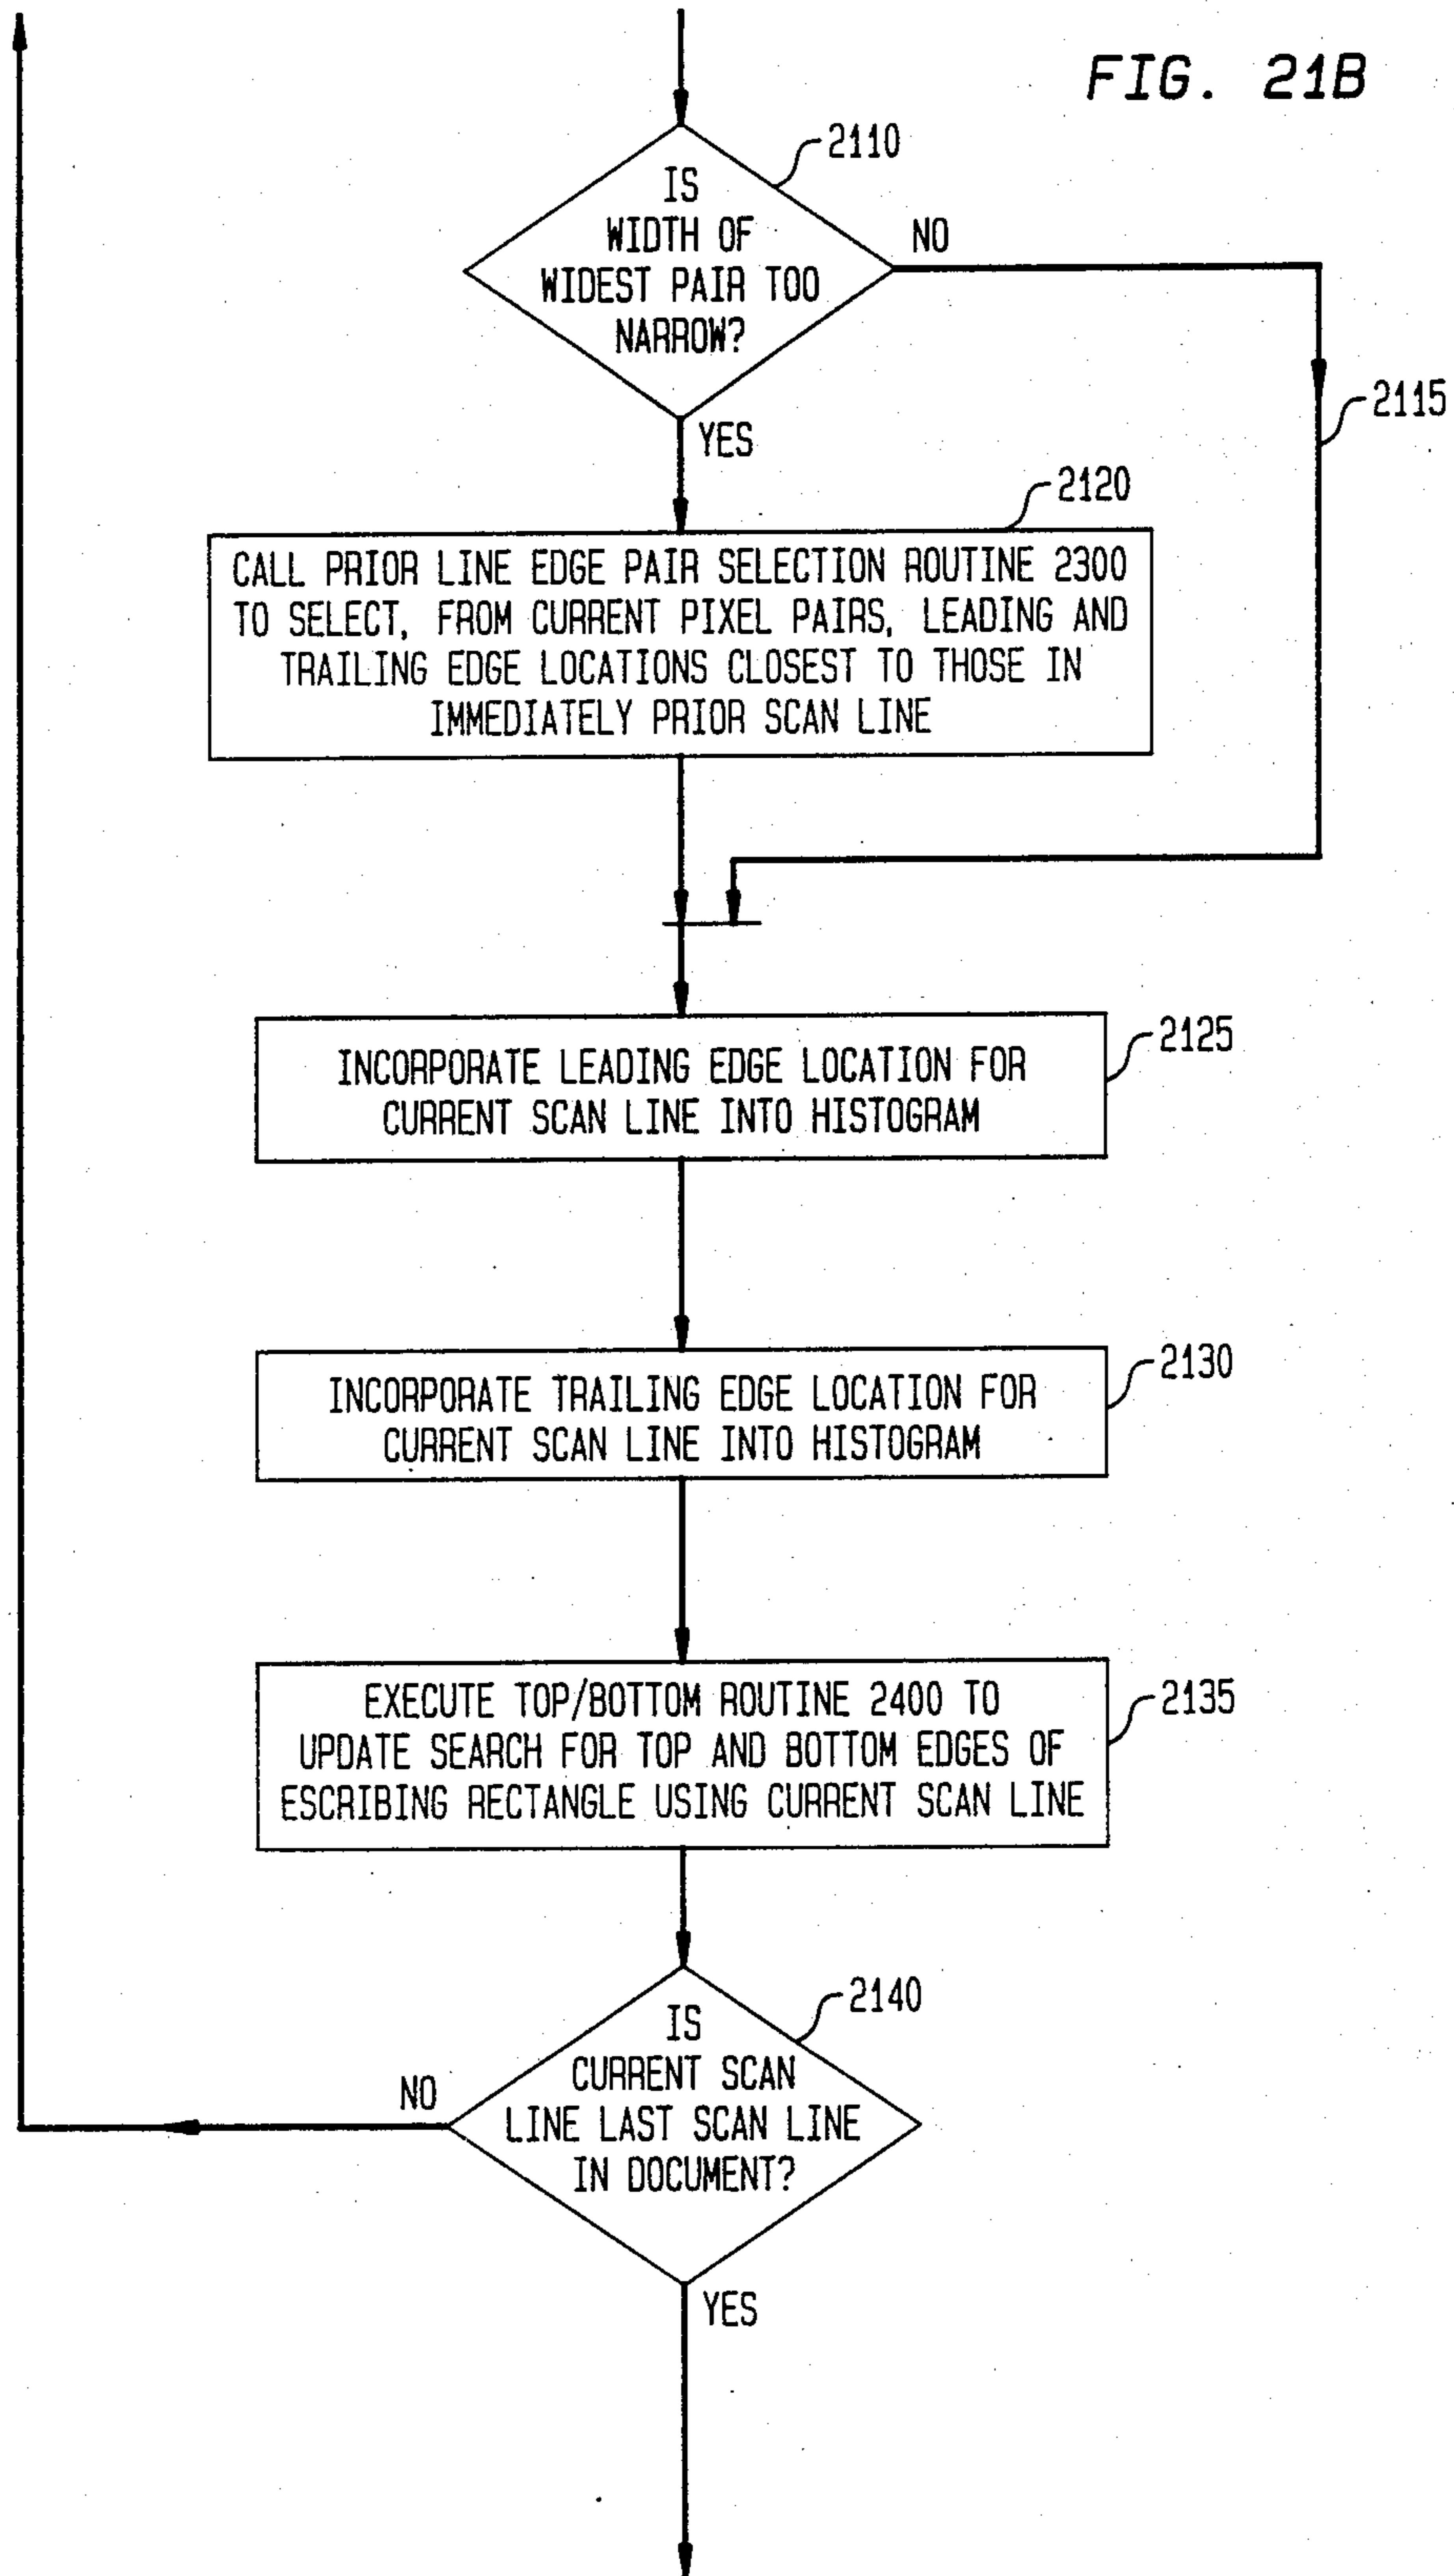 FIG. 21B
2110
IS
WIDTH OF
WIDEST PAIR TOO
NARROW?
NO
2115
YES
2120
CALL PRIOR LINE EDGE PAIR SELECTION ROUTINE 2300
TO SELECT, FROM CURRENT PIXEL PAIRS, LEADING AND
TRAILING EDGE LOCATIONS CLOSEST TO THOSE IN
IMMEDIATELY PRIOR SCAN LINE
2125
INCORPORATE LEADING EDGE LOCATION FOR
CURRENT SCAN LINE INTO HISTOGRAM
2130
INCORPORATE TRAILING EDGE LOCATION FOR
CURRENT SCAN LINE INTO HISTOGRAM
2135
EXECUTE TOP/BOTTOM ROUTINE 2400 TO
UPDATE SEARCH FOR TOP AND BOTTOM EDGES OF
ESCRIBING RECTANGLE USING CURRENT SCAN LINE
2140
IS
CURRENT SCAN
LINE LAST SCAN LINE
IN DOCUMENT?
NO
YES